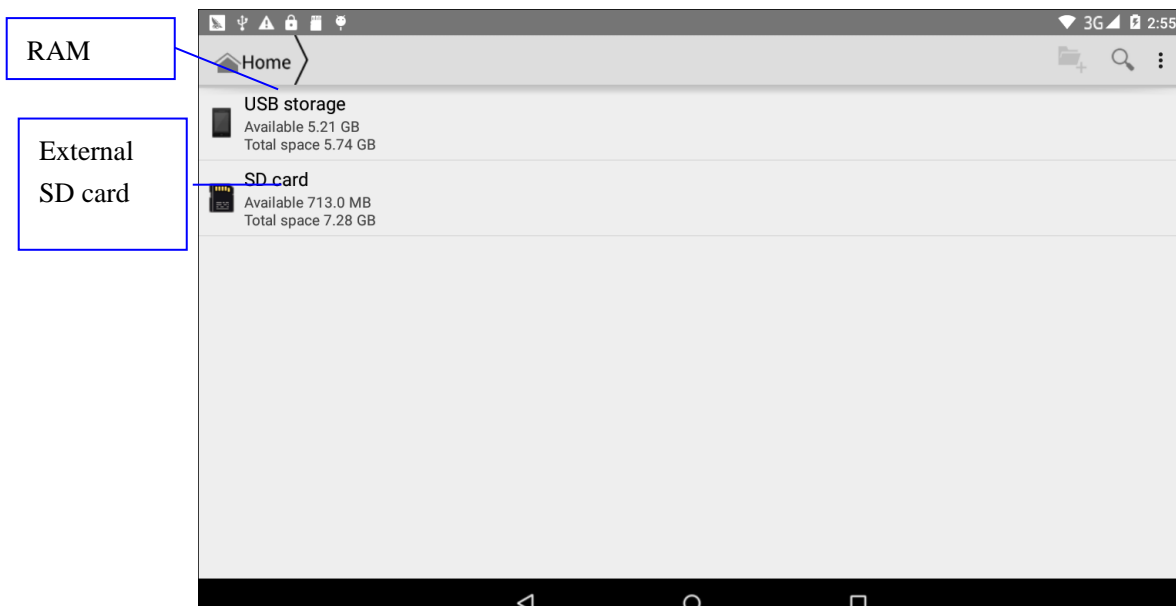 RAM
External
SD card
3G 2:55
Home
USB storage
Available 5.21 GB
Total space 5.74 GB
SD card
Available 713.0 MB
Total space 7.28 GB